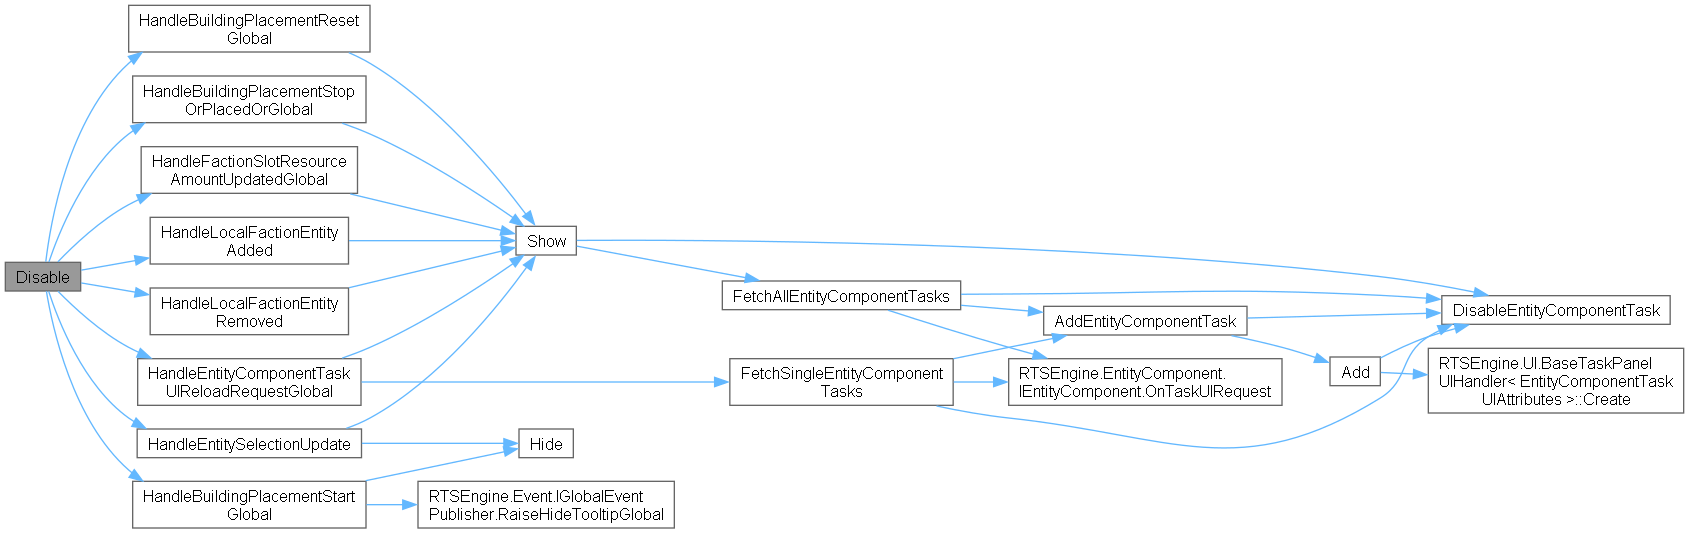 Disable
HandleBuildingPlacementReset
Global
HandleBuildingPlacementStop
OrPlacedOrGlobal
HandleFactionSlotResource
AmountUpdatedGlobal
HandleLocalFactionEntity
Added
HandleLocalFactionEntity
Removed
HandleEntityComponentTask
UIReloadRequestGlobal
HandleEntitySelectionUpdate
HandleBuildingPlacementStart
Global
Show
Hide
RTSEngine.Event.IGlobalEvent
Publisher.RaiseHideTooltipGlobal
FetchAllEntityComponentTasks
FetchSingleEntityComponent
Tasks
AddEntityComponentTask
RTSEngine.EntityComponent.
IEntityComponent.OnTaskUIRequest
Add
DisableEntityComponentTask
RTSEngine.UI.BaseTaskPanel
UIHandler< EntityComponentTask
UIAttributes >::Create